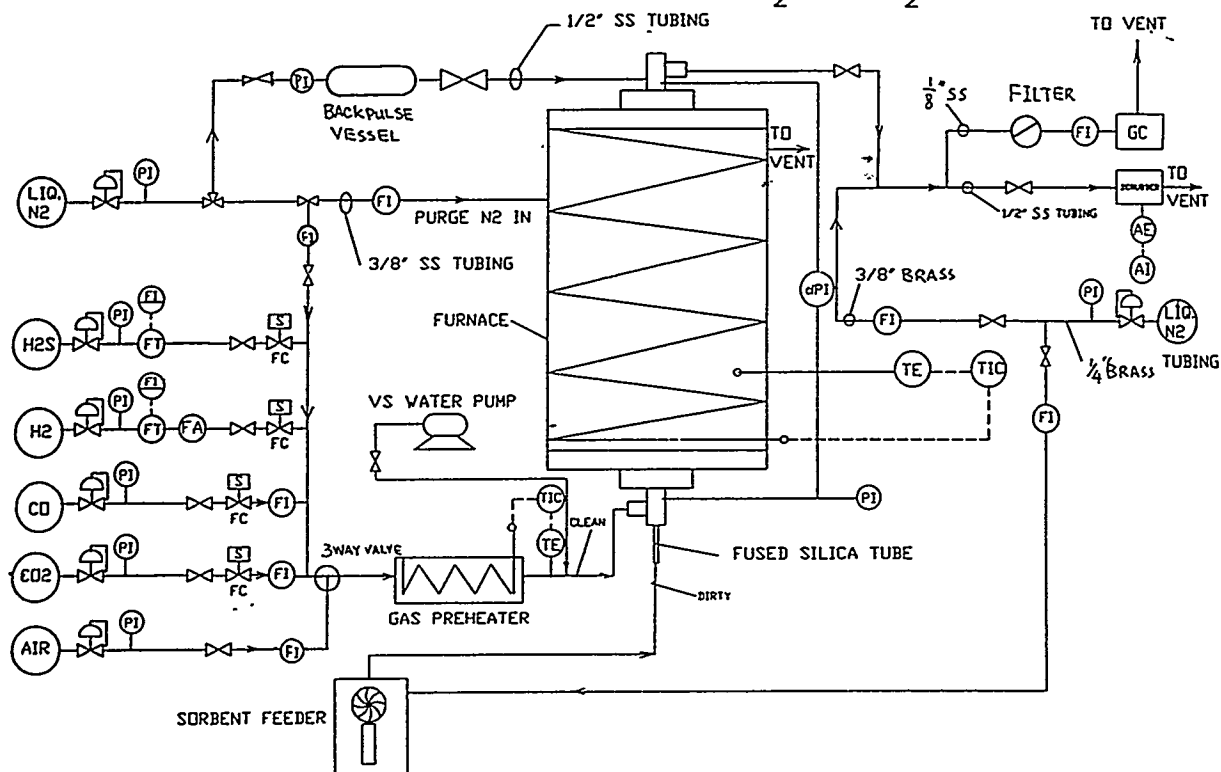 2 2
1/2" SS TUBING
TO VENT
PI
BACKPULSE
VESSEL
1/8" SS
FILTER
FI
GC
TO
VENT
LIQ.
N2
PI
FI
PURGE N2 IN
FI
3/8" SS TUBING
1/2" SS TUBING
TO
VENT
AE
AI
dPI
3/8" BRASS
FI
PI
LIQ.
N2
TUBING
1/4" BRASS
FURNACE
H2S
PI
FI
FT
S
FC
H2
PI
FI
FT
FA
S
FC
TE
TIC
FI
VS WATER PUMP
CO
PI
S
FC
FI
TIC
TE
CLEAN
PI
FUSED SILICA TUBE
CO2
PI
S
FC
FI
3WAY VALVE
GAS PREHEATER
DIRTY
AIR
PI
FI
SORBENT FEEDER